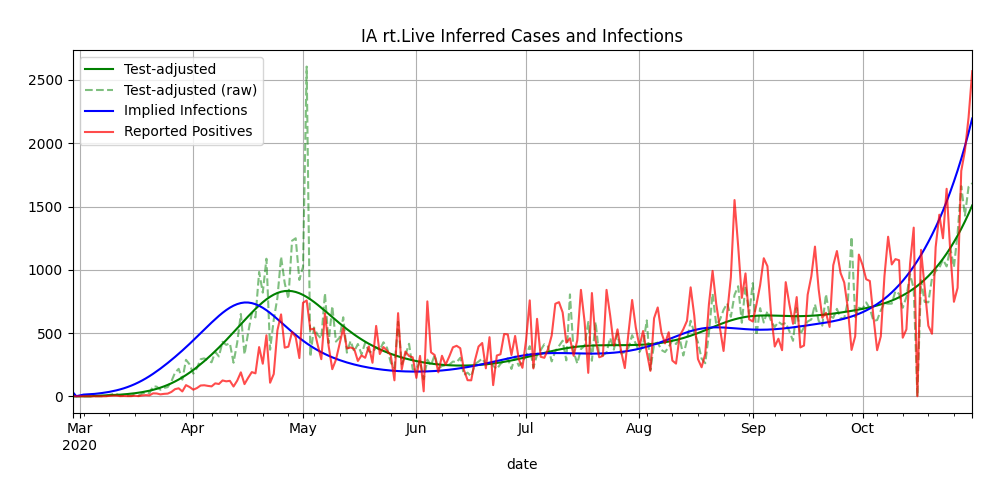 IA rt.Live Inferred Cases and Infections
Test-adjusted
Test-adjusted (raw)
Implied Infections
Reported Positives
2500
2000
1500
1000
500
0
Mar Apr May Jun Jul Aug Sep Oct
2020
date